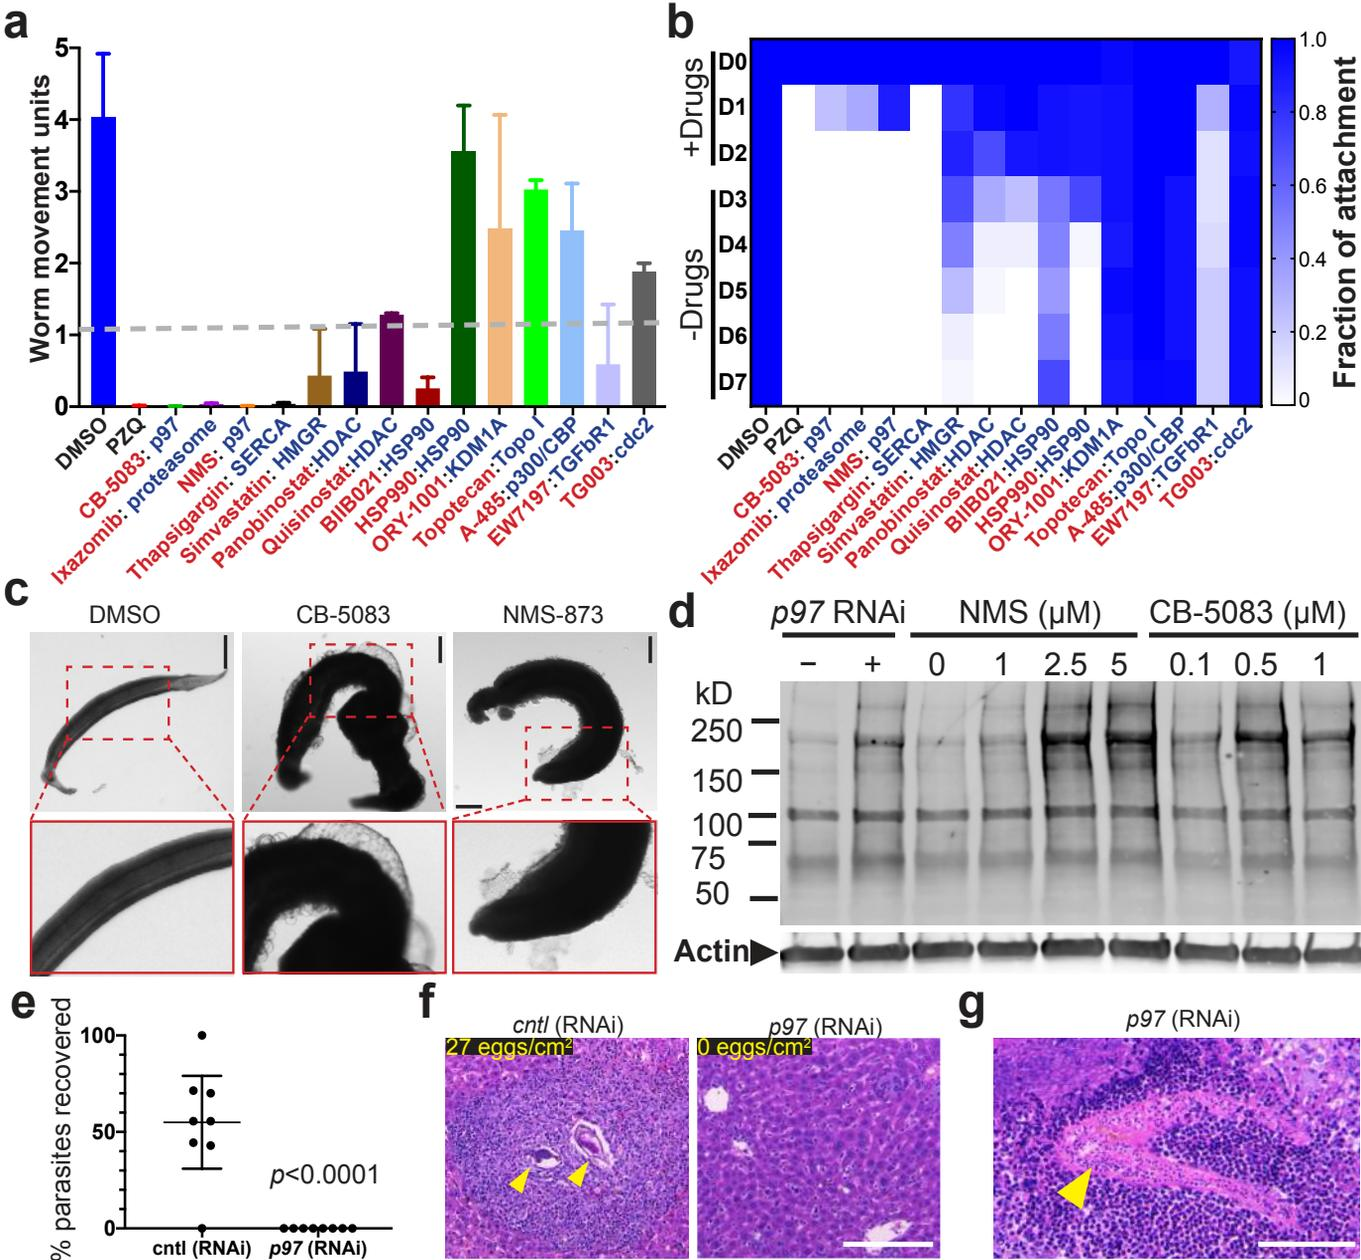 a
Worm movement units
5
4
3
2
1
0
DMSO
PZQ
CB-5083: p97
Ixazomib: proteasome
NMS: p97
Thapsigargin: SERCA
Simvastatin: HMGR
Panobinostat:HDAC
Quisinostat:HDAC
BIIB021:HSP90
HSP990:HSP90
ORY-1001:KDM1A
Topotecan:Topo I
A-485:p300/CBP
EW7197:TGFbR1
TG003:cdc2
b
+Drugs
-Drugs
D0
D1
D2
D3
D4
D5
D6
D7
1.0
0.8
0.6
0.4
0.2
0
Fraction of attachment
DMSO
PZQ
CB-5083: p97
Ixazomib: proteasome
NMS: p97
Thapsigargin: SERCA
Simvastatin: HMGR
Panobinostat:HDAC
Quisinostat:HDAC
BIIB021:HSP90
HSP990:HSP90
ORY-1001:KDM1A
Topotecan:Topo I
A-485:p300/CBP
EW7197:TGFbR1
TG003:cdc2
c
DMSO
CB-5083
NMS-873
d
p97 RNAi
NMS (µM)
CB-5083 (µM)
– + 0 1 2.5 5 0.1 0.5 1
kD
250
150
100
75
50
Actin
e
% parasites recovered
100
50
0
p<0.0001
cntl (RNAi)
p97 (RNAi)
f
cntl (RNAi)
27 eggs/cm²
p97 (RNAi)
0 eggs/cm²
g
p97 (RNAi)